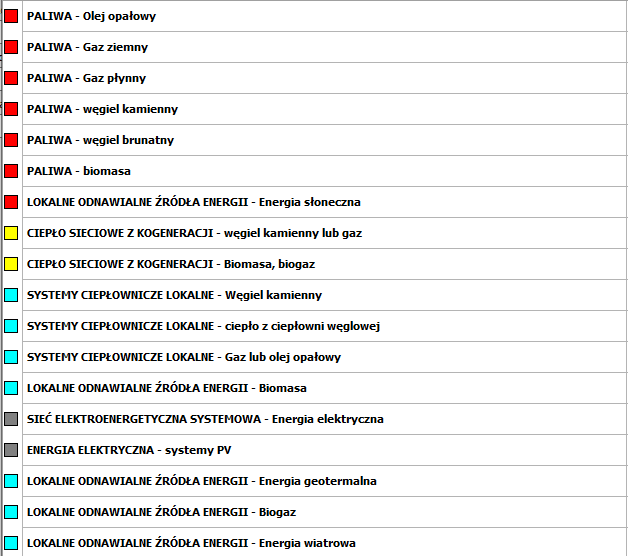 PALIWA - Olej opałowy
PALIWA - Gaz ziemny
PALIWA - Gaz płynny
PALIWA - węgiel kamienny
PALIWA - węgiel brunatny
PALIWA - biomasa
LOKALNE ODNAWIALNE ŹRÓDŁA ENERGII - Energia słoneczna
CIEPŁO SIECIOWE Z KOGENERACJI - węgiel kamienny lub gaz
CIEPŁO SIECIOWE Z KOGENERACJI - Biomasa, biogaz
SYSTEMY CIEPŁOWNICZE LOKALNE - Węgiel kamienny
SYSTEMY CIEPŁOWNICZE LOKALNE - ciepło z ciepłowni węglowej
SYSTEMY CIEPŁOWNICZE LOKALNE - Gaz lub olej opałowy
LOKALNE ODNAWIALNE ŹRÓDŁA ENERGII - Biomasa
SIEĆ ELEKTROENERGETYCZNA SYSTEMOWA - Energia elektryczna
ENERGIA ELEKTRYCZNA - systemy PV
LOKALNE ODNAWIALNE ŹRÓDŁA ENERGII - Energia geotermalna
LOKALNE ODNAWIALNE ŹRÓDŁA ENERGII - Biogaz
LOKALNE ODNAWIALNE ŹRÓDŁA ENERGII - Energia wiatrowa